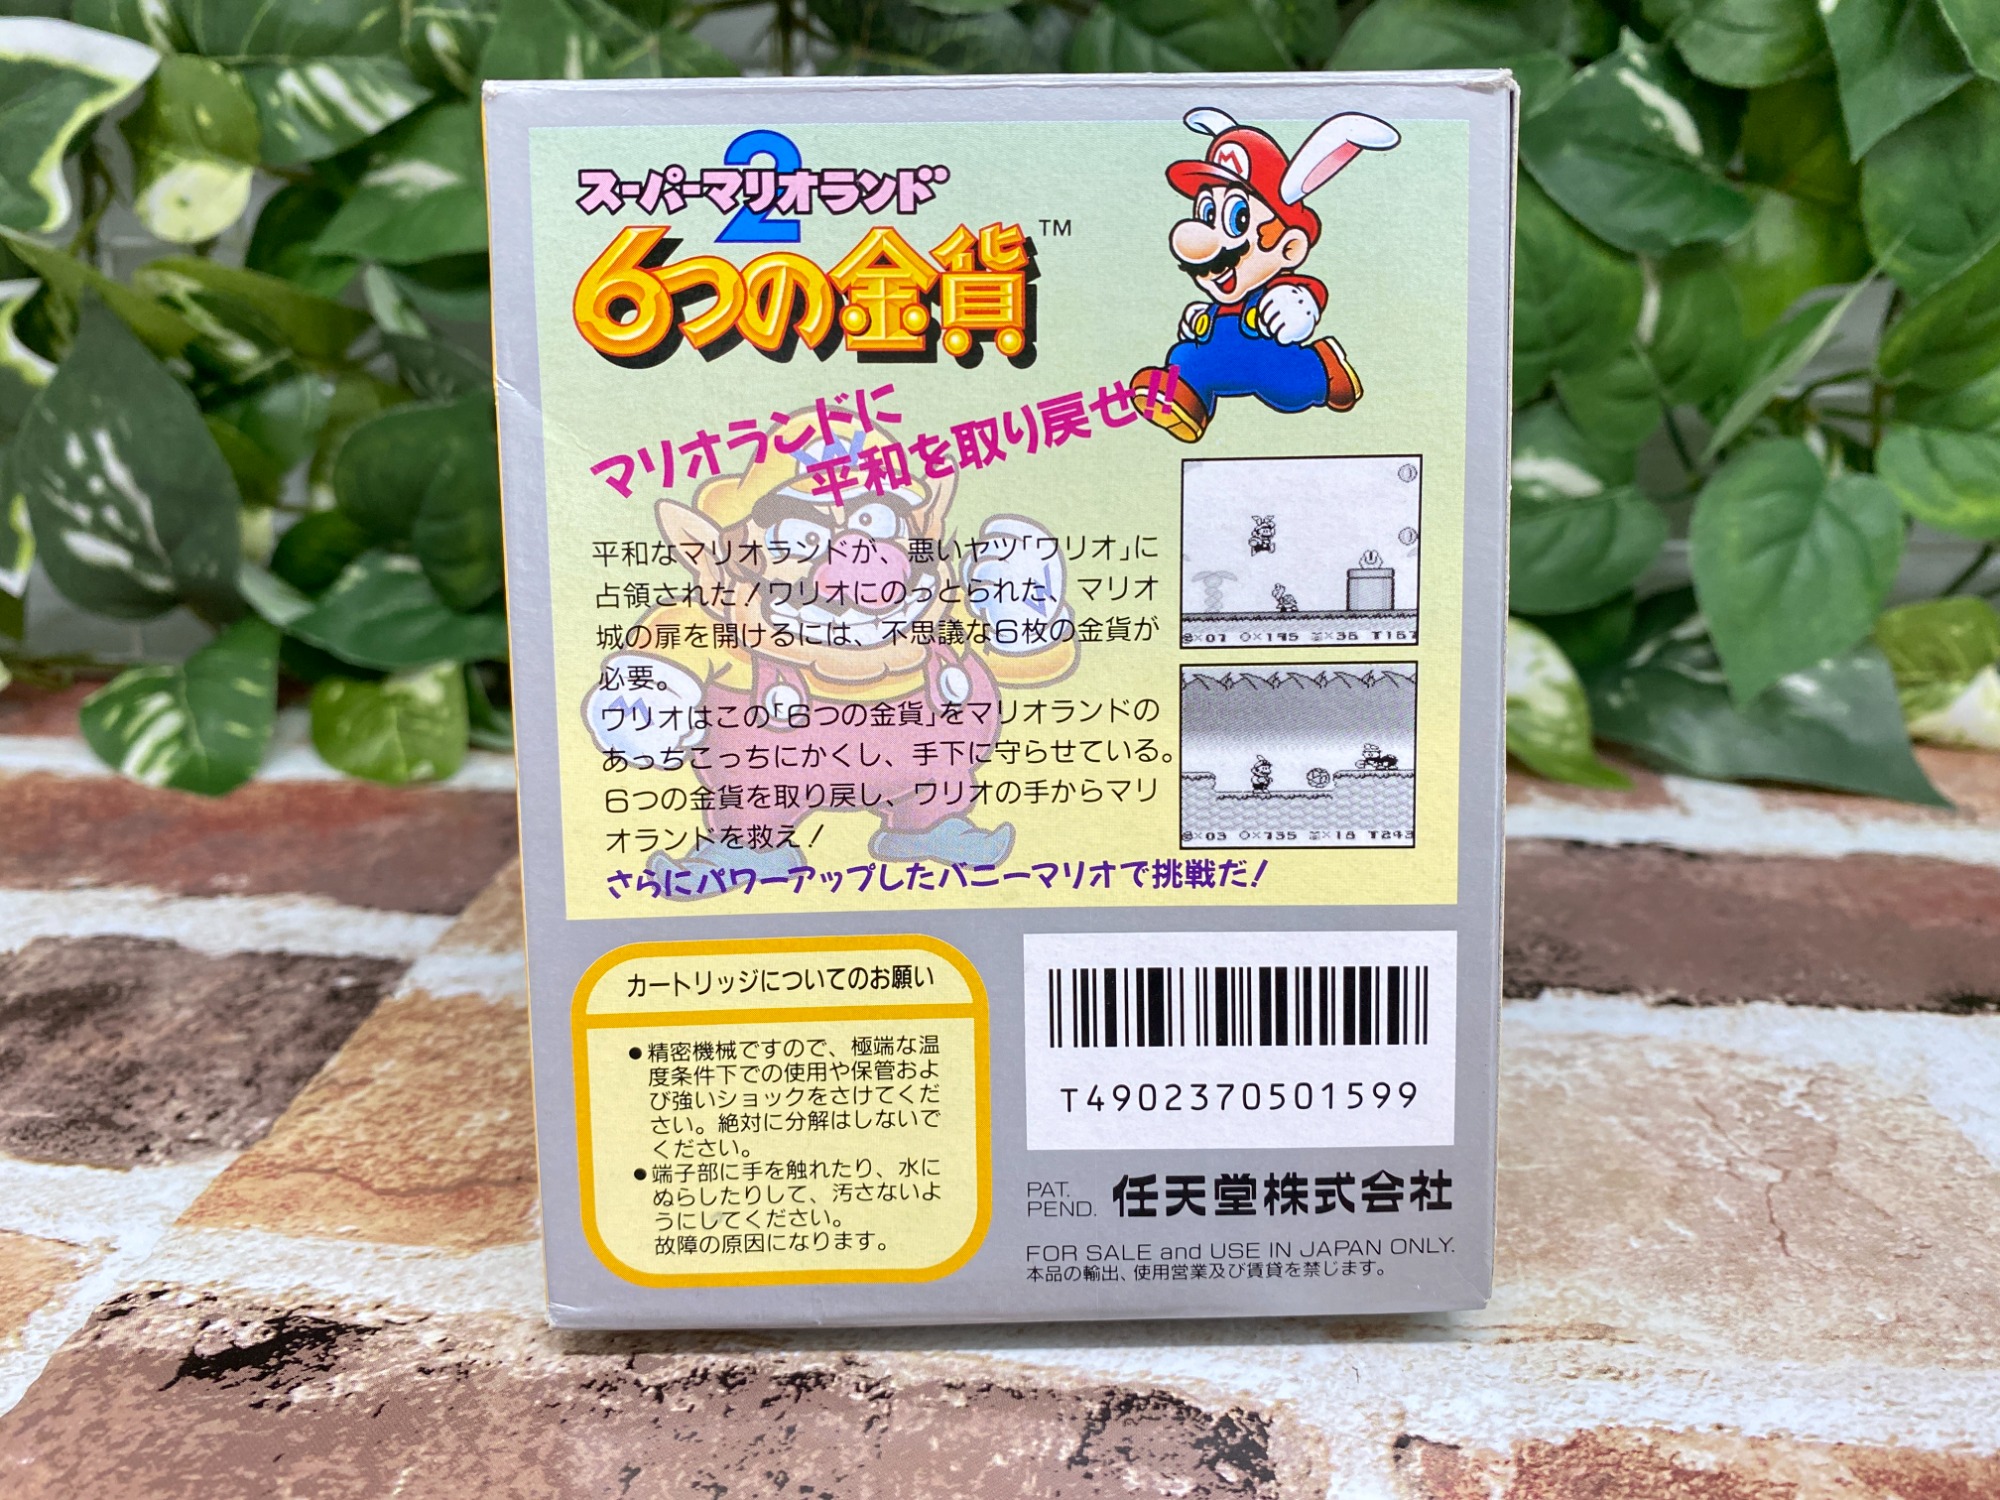 スーパーマリオランド2
6つの金貨™
マリオランドに
平和を取り戻せ!!
平和なマリオランドが、悪いヤツ「ワリオ」に
占領された!ワリオにのっとられた、マリオ
城の扉を開けるには、不思議な6枚の金貨が
必要。
ワリオはこの「6つの金貨」をマリオランドの
あっちこっちにかくし、手下に守らせている。
6つの金貨を取り戻し、ワリオの手からマリ
オランドを救え!
さらにパワーアップしたバニーマリオで挑戦だ!
×07 ×195 ×36 T157
×03 ×735 ×18 T243
カートリッジについてのお願い
●精密機械ですので、極端な温
度条件下での使用や保管およ
び強いショックをさけてくだ
さい。絶対に分解はしないで
ください。
●端子部に手を触れたり、水に
ぬらしたりして、汚さないよ
うにしてください。
故障の原因になります。
T4902370501599
PAT.
PEND.
任天堂株式会社
FOR SALE and USE IN JAPAN ONLY.
本品の輸出、使用営業及び賃貸を禁じます。